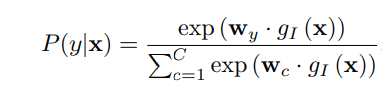 P(y|x) = exp (w_y · g_I (x)) / ∑_{c=1}^{C} exp (w_c · g_I (x))